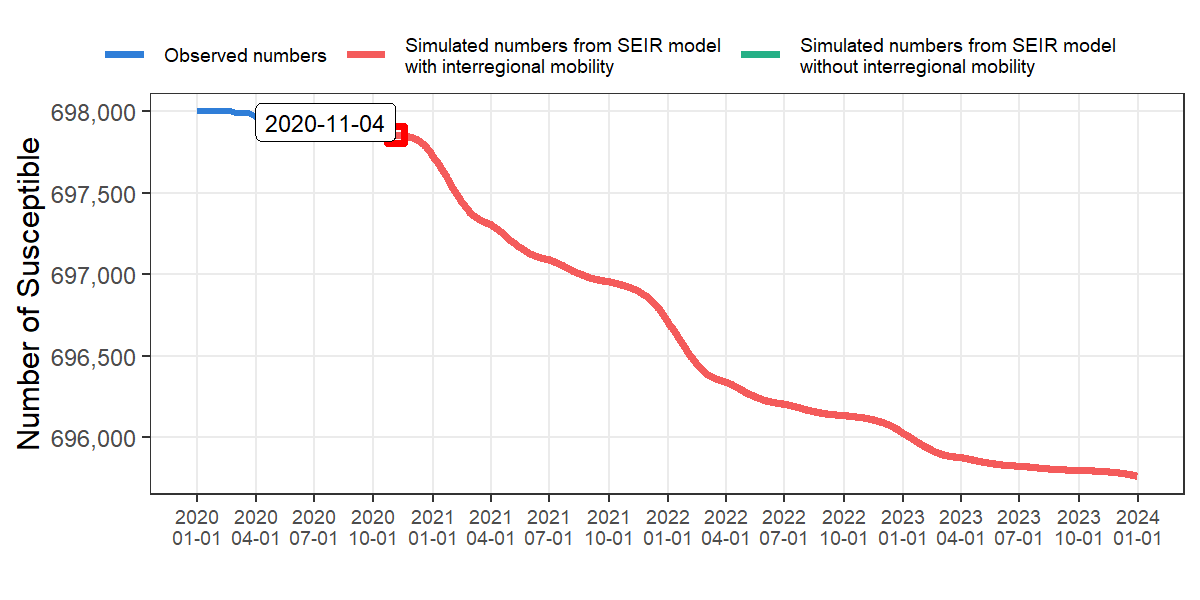 Observed numbers
Simulated numbers from SEIR model
with interregional mobility
Simulated numbers from SEIR model
without interregional mobility
Number of Susceptible
698,000
697,500
697,000
696,500
696,000
2020-11-04
2020 2020 2020 2020 2021 2021 2021 2021 2022 2022 2022 2022 2023 2023 2023 2023 2024
01-01 04-01 07-01 10-01 01-01 04-01 07-01 10-01 01-01 04-01 07-01 10-01 01-01 04-01 07-01 10-01 01-01